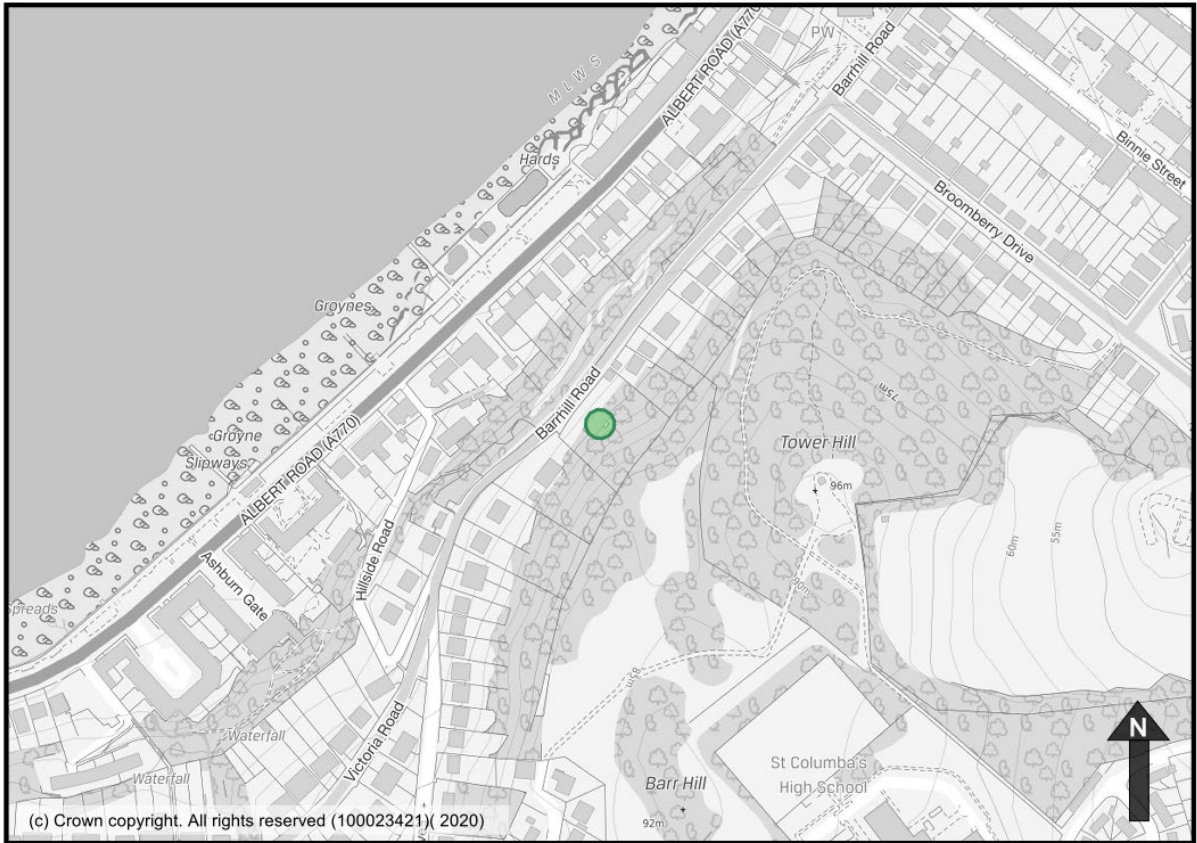 ALBERT ROAD (A770
PW
Barrhill Road
M L W S
Hards
Binnie Street
Broomberry Drive
Groynes
75m
Barrhill Road
Groyne
Slipways
ALBERT ROAD (A770)
Tower Hill
96m
60m
55m
Ashburn Gate
Hillside Road
90m
Spreads
85m
Victoria Road
Waterfall
Waterfall
N
St Columba's
High School
Barr Hill
92m
(c) Crown copyright. All rights reserved (100023421)( 2020)